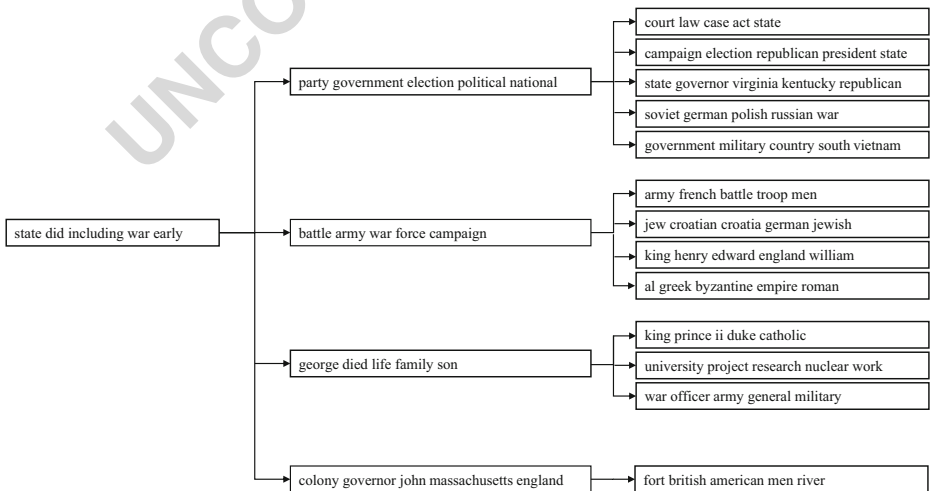 UNCO
court law case act state
campaign election republican president state
party government election political national
state governor virginia kentucky republican
soviet german polish russian war
government military country south vietnam
army french battle troop men
jew croatian croatia german jewish
state did including war early
battle army war force campaign
king henry edward england william
al greek byzantine empire roman
king prince ii duke catholic
george died life family son
university project research nuclear work
war officer army general military
colony governor john massachusetts england
fort british american men river